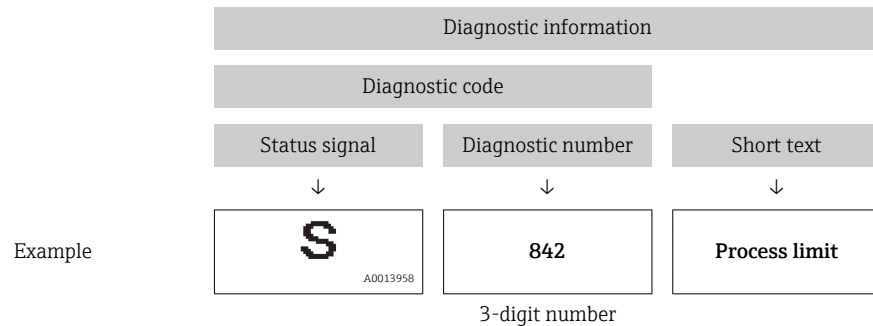 Diagnostic information
Diagnostic code
Status signal Diagnostic number Short text
↓ ↓ ↓
Example S 842 Process limit
A0013958
3-digit number